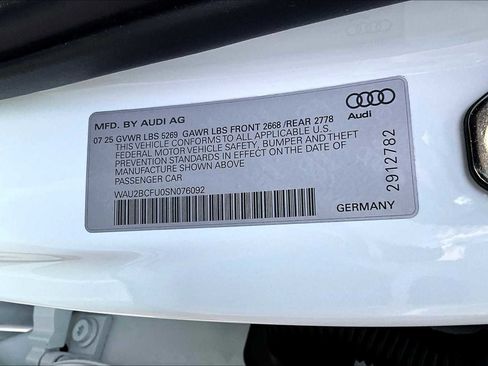 MFD. BY AUDI AG
07 25 GVWR LBS 5269 GAWR LBS FRONT 2668 /REAR 2778
THIS VEHICLE CONFORMS TO ALL APPLICABLE U.S.
FEDERAL MOTOR VEHICLE SAFETY, BUMPER AND THEFT
PREVENTION STANDARDS IN EFFECT ON THE DATE OF
MANUFACTURE SHOWN ABOVE
PASSENGER CAR
WAU2BCFU0SN076092
Audi
2912782
GERMANY